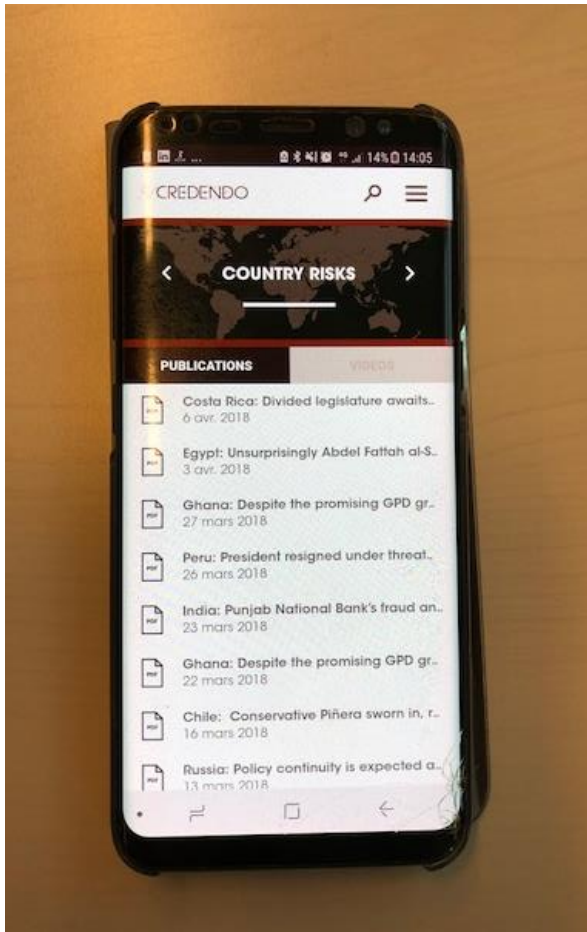 14% 14:05
CREDENDO
COUNTRY RISKS
PUBLICATIONS VIDEOS
Costa Rica: Divided legislature awaits..
6 avr. 2018
Egypt: Unsurprisingly Abdel Fattah al-S..
3 avr. 2018
Ghana: Despite the promising GPD gr..
27 mars 2018
Peru: President resigned under threat..
26 mars 2018
India: Punjab National Bank's fraud an..
23 mars 2018
Ghana: Despite the promising GPD gr..
22 mars 2018
Chile: Conservative Piñera sworn in, r..
16 mars 2018
Russia: Policy continuity is expected a..
13 mars 2018